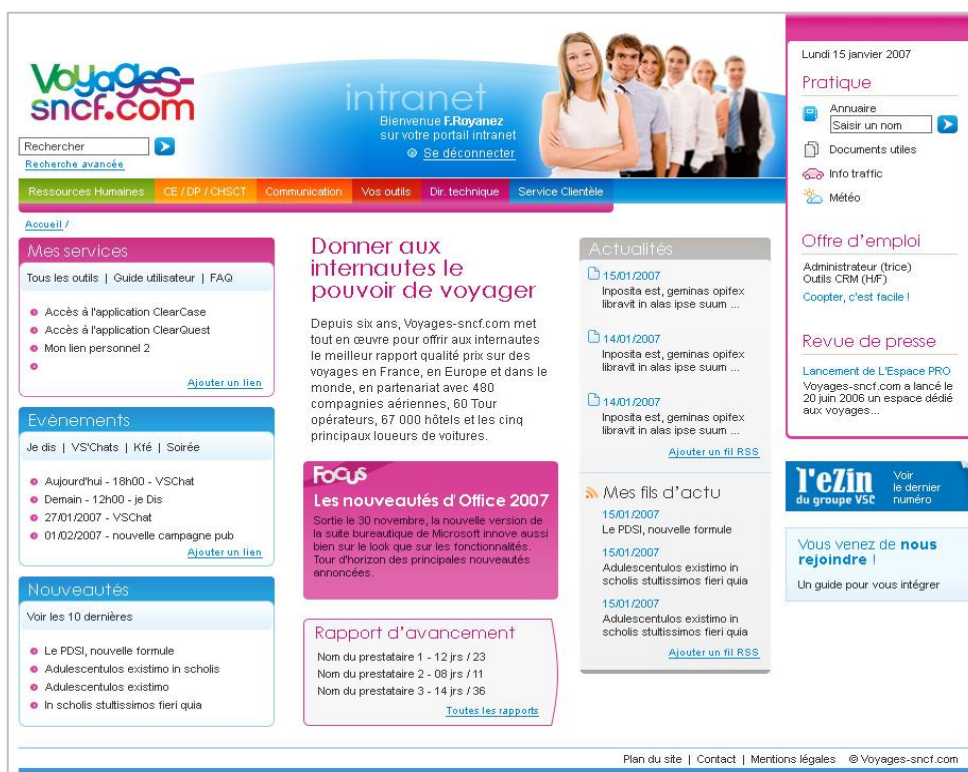 Voyages-
sncf.com
Rechercher
Recherche avancée
intranet
Bienvenue F.Royanez
sur votre portail intranet
Se déconnecter
Ressources Humaines
CE / DP / CHSCT
Communication
Vos outils
Dir. technique
Service Clientèle
Accueil /
Mes services
Tous les outils | Guide utilisateur | FAQ
Accès à l'application ClearCase
Accès à l'application ClearQuest
Mon lien personnel 2
Ajouter un lien
Evènements
Je dis | VS'Chats | Kfé | Soirée
Aujourd'hui - 18h00 - VSChat
Demain - 12h00 - je Dis
27/01/2007 - VSChat
01/02/2007 - nouvelle campagne pub
Ajouter un lien
Nouveautés
Voir les 10 dernières
Le PDSI, nouvelle formule
Adulescentulos existimo in scholis
Adulescentulos existimo
In scholis stultissimos fieri quia
Donner aux
internautes le
pouvoir de voyager
Depuis six ans, Voyages-sncf.com met
tout en œuvre pour offrir aux internautes
le meilleur rapport qualité prix sur des
voyages en France, en Europe et dans le
monde, en partenariat avec 480
compagnies aériennes, 60 Tour
opérateurs, 67 000 hôtels et les cinq
principaux loueurs de voitures.
Focus
Les nouveautés d'Office 2007
Sortie le 30 novembre, la nouvelle version de
la suite bureautique de Microsoft innove aussi
bien sur le look que sur les fonctionnalités.
Tour d'horizon des principales nouveautés
annoncées.
Rapport d'avancement
Nom du prestataire 1 - 12 jrs / 23
Nom du prestataire 2 - 08 jrs / 11
Nom du prestataire 3 - 14 jrs / 36
Toutes les rapports
Actualités
15/01/2007
Inposita est, geminas opifex
libravit in alas ipse suum ...
14/01/2007
Inposita est, geminas opifex
libravit in alas ipse suum ...
14/01/2007
Inposita est, geminas opifex
libravit in alas ipse suum ...
Ajouter un fil RSS
Mes fils d'actu
15/01/2007
Le PDSI, nouvelle formule
15/01/2007
Adulescentulos existimo in
scholis stultissimos fieri quia
15/01/2007
Adulescentulos existimo in
scholis stultissimos fieri quia
Ajouter un fil RSS
Lundi 15 janvier 2007
Pratique
Annuaire
Saisir un nom
Documents utiles
Info traffic
Météo
Offre d'emploi
Administrateur (trice)
Outils CRM (H/F)
Coopter, c'est facile !
Revue de presse
Lancement de L'Espace PRO
Voyages-sncf.com a lancé le
20 juin 2006 un espace dédié
aux voyages...
l'eZin
du groupe VSC
Voir
le dernier
numéro
Vous venez de nous
rejoindre !
Un guide pour vous intégrer
Plan du site | Contact | Mentions légales © Voyages-sncf.com